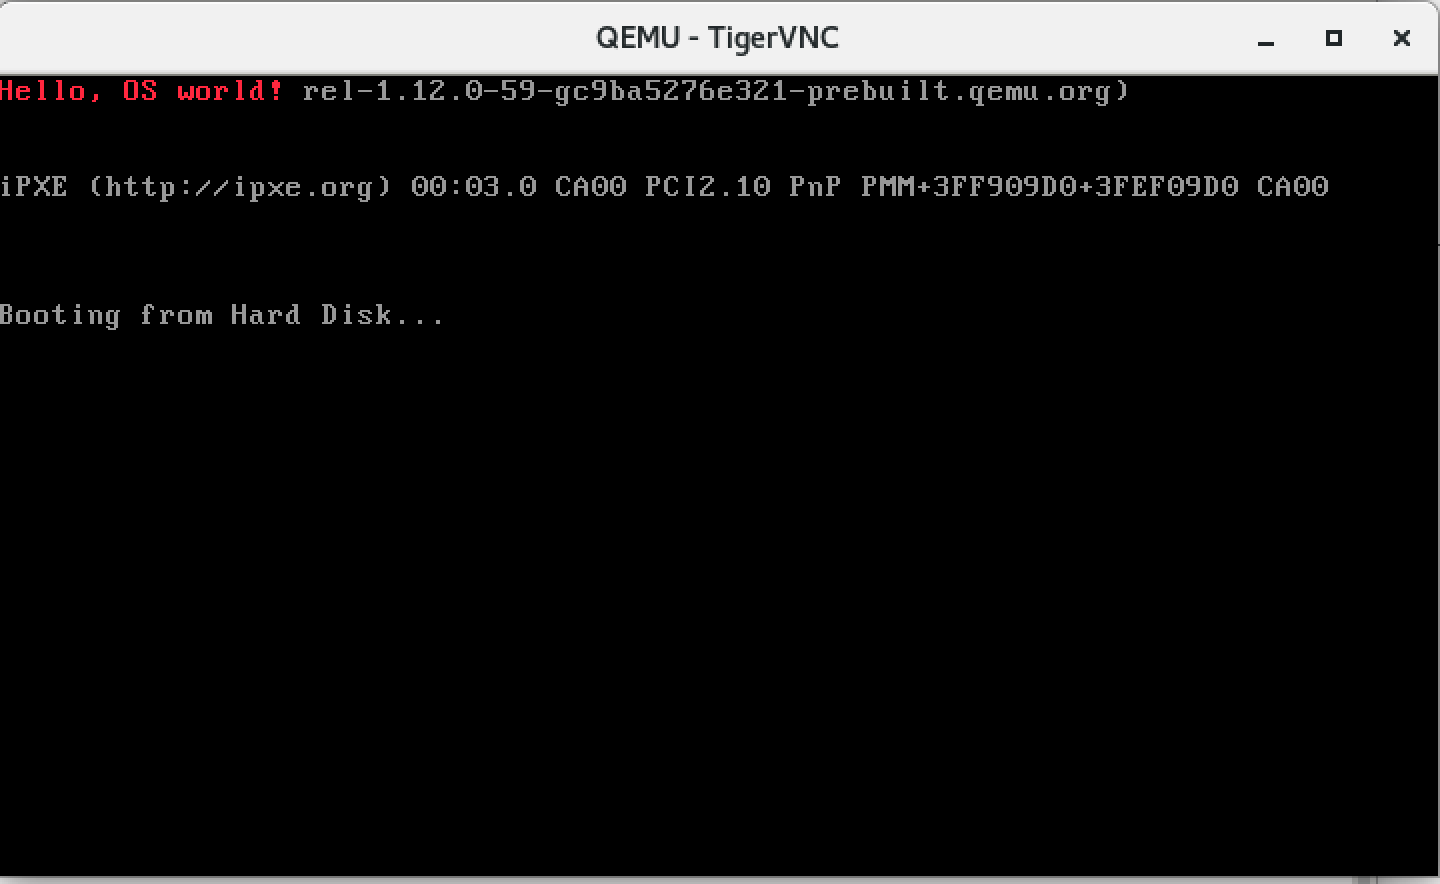 QEMU - TigerVNC
Hello, OS world! rel-1.12.0-59-gc9ba5276e321-prebuilt.qemu.org)
iPXE (http://ipxe.org) 00:03.0 CA00 PCI2.10 PnP PMM+3FF909D0+3FEF09D0 CA00
Booting from Hard Disk...